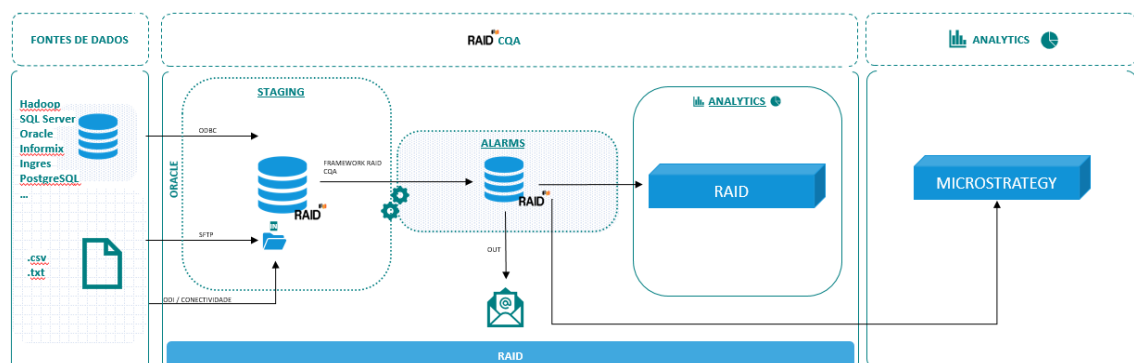 FONTES DE DADOS
RAID CQA
ANALYTICS
Hadoop
SQL Server
Oracle
Informix
Ingres
PostgreSQL
...
.csv
.txt
ODBC
SFTP
ODI / CONECTIVIDADE
ORACLE
STAGING
RAID
IN
FRAMEWORK RAID
CQA
ALARMS
RAID
OUT
@
ANALYTICS
RAID
MICROSTRATEGY
RAID